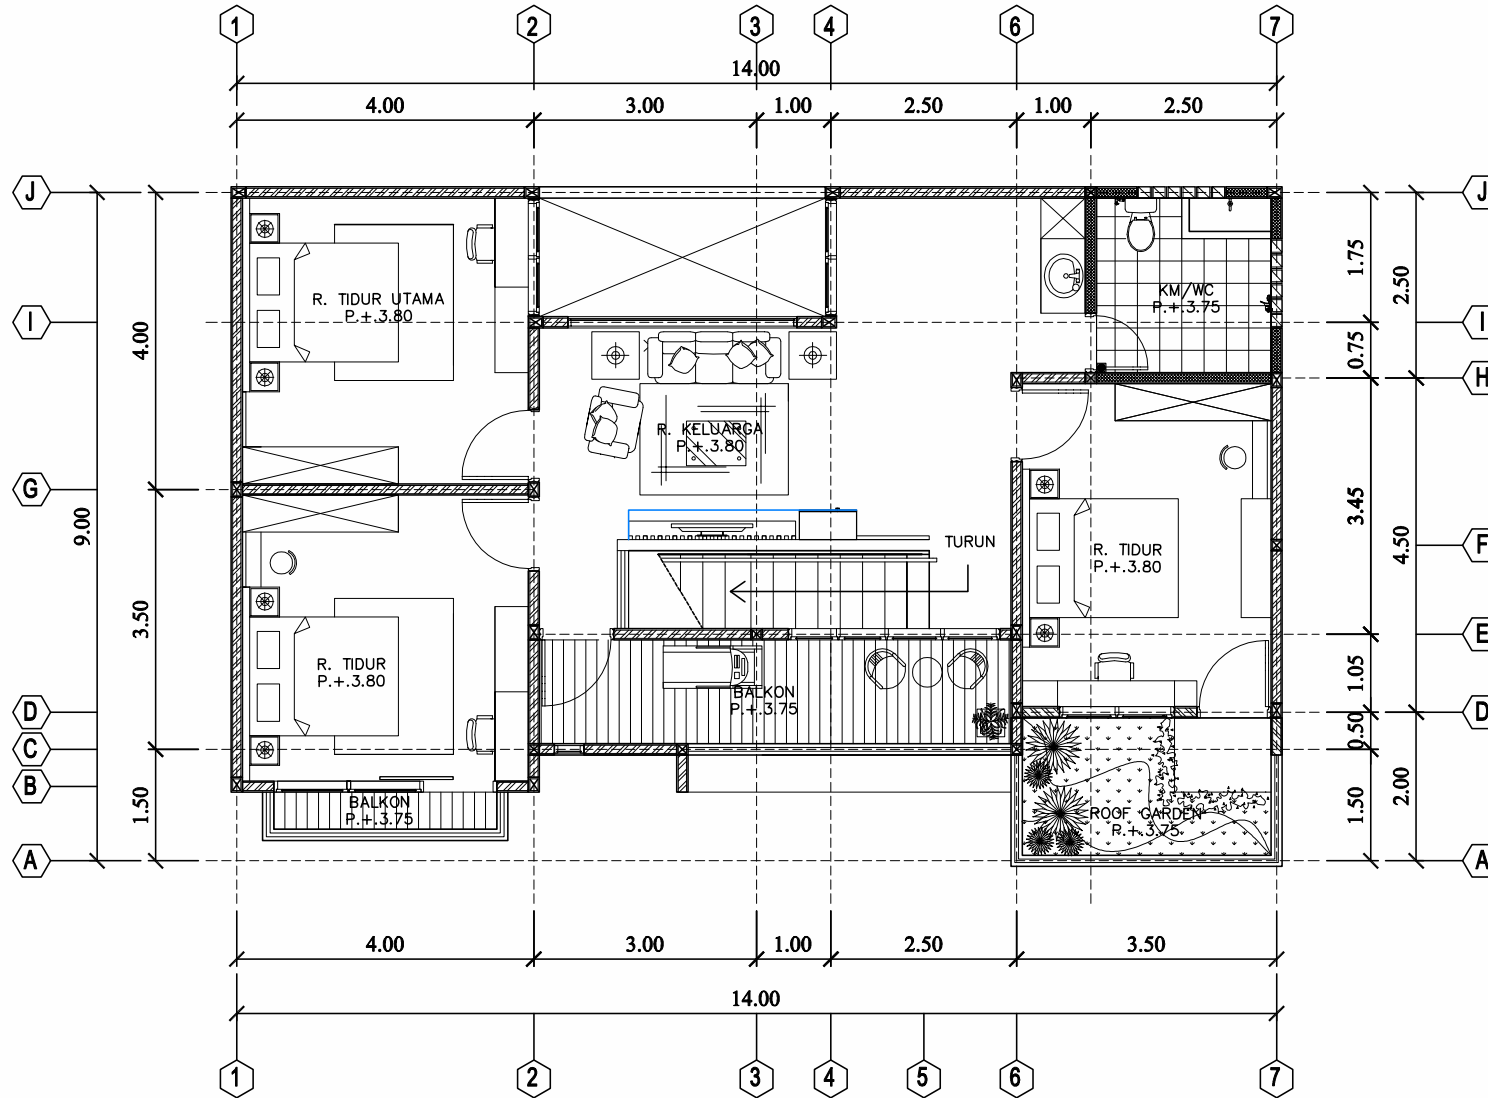 1 2 3 4 6 7
14.00
4.00 3.00 1.00 2.50 1.00 2.50
J J
1.75
2.50
R. TIDUR UTAMA
P.+.3.80
KM/WC
P.+.3.75
I I
4.00
0.75
H
R. KELUARGA
P.+.3.80
G
9.00
3.45
4.50
TURUN
F
R. TIDUR
P.+.3.80
3.50
E
R. TIDUR
P.+.3.80
1.05
BALKON
P.+.3.75
D D
0.50
C
B
2.00
BALKON
P.+.3.75
1.50
1.50
ROOF GARDEN
P.+.3.75
A A
4.00 3.00 1.00 2.50 3.50
14.00
1 2 3 4 5 6 7